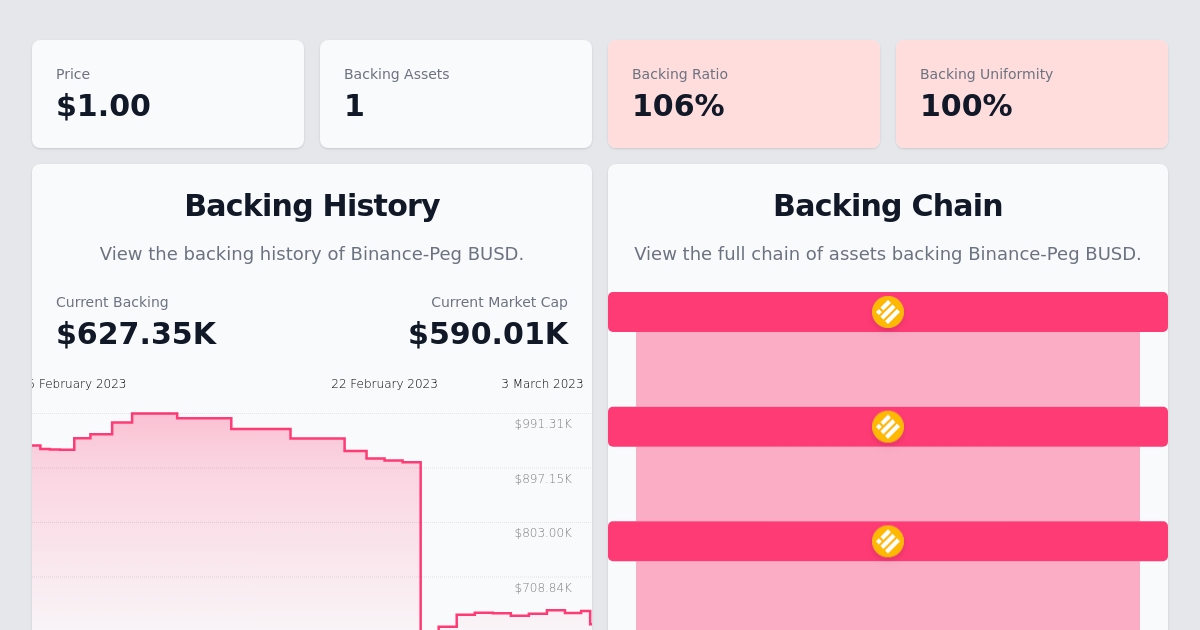 Price
$1.00
Backing Assets
1
Backing Ratio
106%
Backing Uniformity
100%
Backing History
View the backing history of Binance-Peg BUSD.
Current Backing
$627.35K
Current Market Cap
$590.01K
February 2023
22 February 2023
3 March 2023
$991.31K
$897.15K
$803.00K
$708.84K
Backing Chain
View the full chain of assets backing Binance-Peg BUSD.